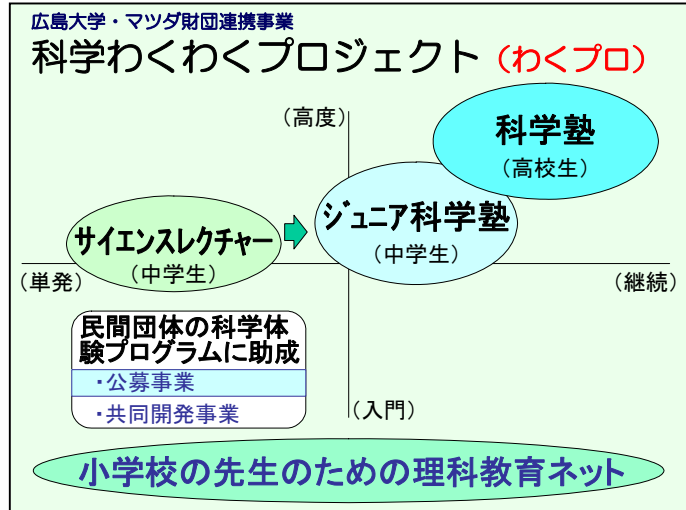 広島大学・マツダ財団連携事業
科学わくわくプロジェクト（わくプロ）
（高度）
科学塾
（高校生）
ジュニア科学塾
（中学生）
サイエンスレクチャー
（中学生）
（単発）
（継続）
民間団体の科学体
験プログラムに助成
・公募事業
・共同開発事業
（入門）
小学校の先生のための理科教育ネット